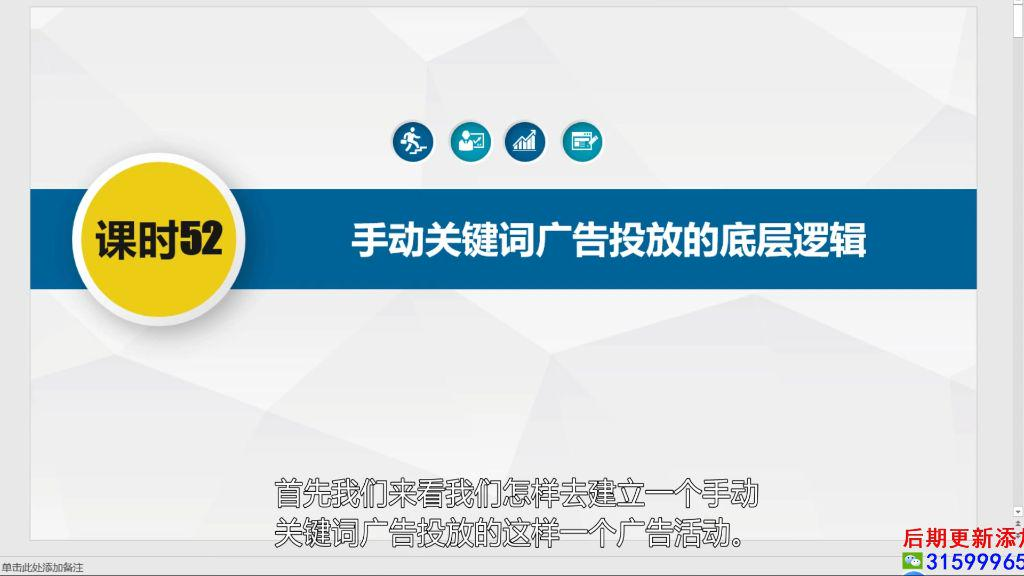 课时52
手动关键词广告投放的底层逻辑
首先我们来看我们怎样去建立一个手动
关键词广告投放的这样一个广告活动。
后期更新添加
31599965
单击此处添加备注